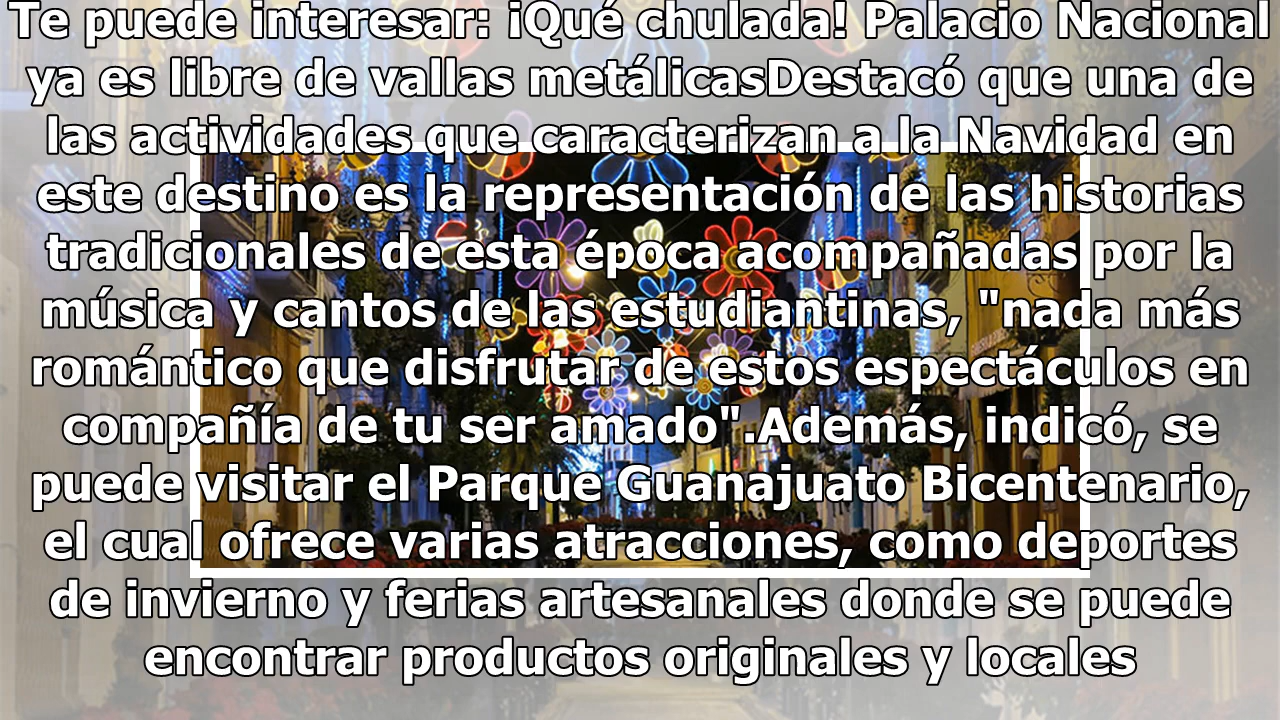 Te puede interesar: ¡Qué chulada! Palacio Nacional
ya es libre de vallas metálicasDestacó que una de
las actividades que caracterizan a la Navidad en
este destino es la representación de las historias
tradicionales de esta época acompañadas por la
música y cantos de las estudiantinas, "nada más
romántico que disfrutar de estos espectáculos en
compañía de tu ser amado".Además, indicó, se
puede visitar el Parque Guanajuato Bicentenario,
el cual ofrece varias atracciones, como deportes
de invierno y ferias artesanales donde se puede
encontrar productos originales y locales